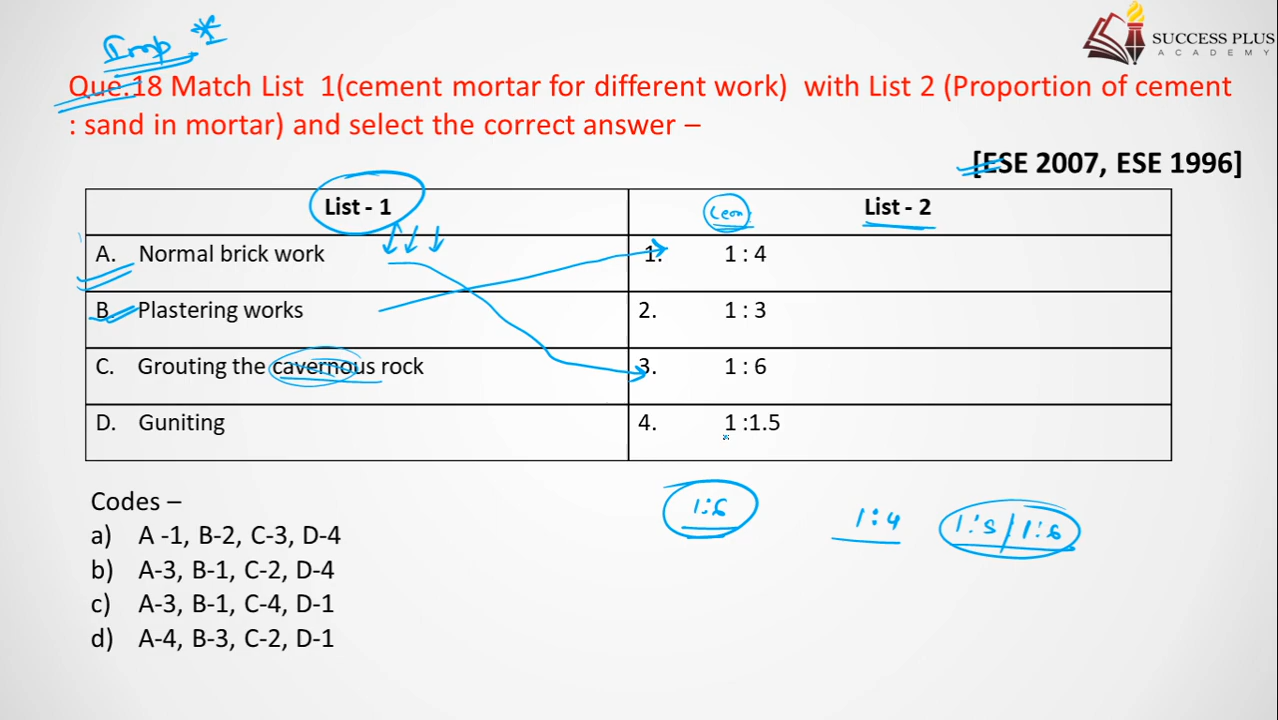 Imp *
SUCCESS PLUS
ACADEMY
Que.18 Match List 1(cement mortar for different work) with List 2 (Proportion of cement
: sand in mortar) and select the correct answer –
[ESE 2007, ESE 1996]
List - 1 List - 2
A. Normal brick work 1. 1 : 4
B. Plastering works 2. 1 : 3
C. Grouting the cavernous rock 3. 1 : 6
D. Guniting 4. 1 :1.5
1:6 1:4 1:5/1:6
Codes –
a) A -1, B-2, C-3, D-4
b) A-3, B-1, C-2, D-4
c) A-3, B-1, C-4, D-1
d) A-4, B-3, C-2, D-1